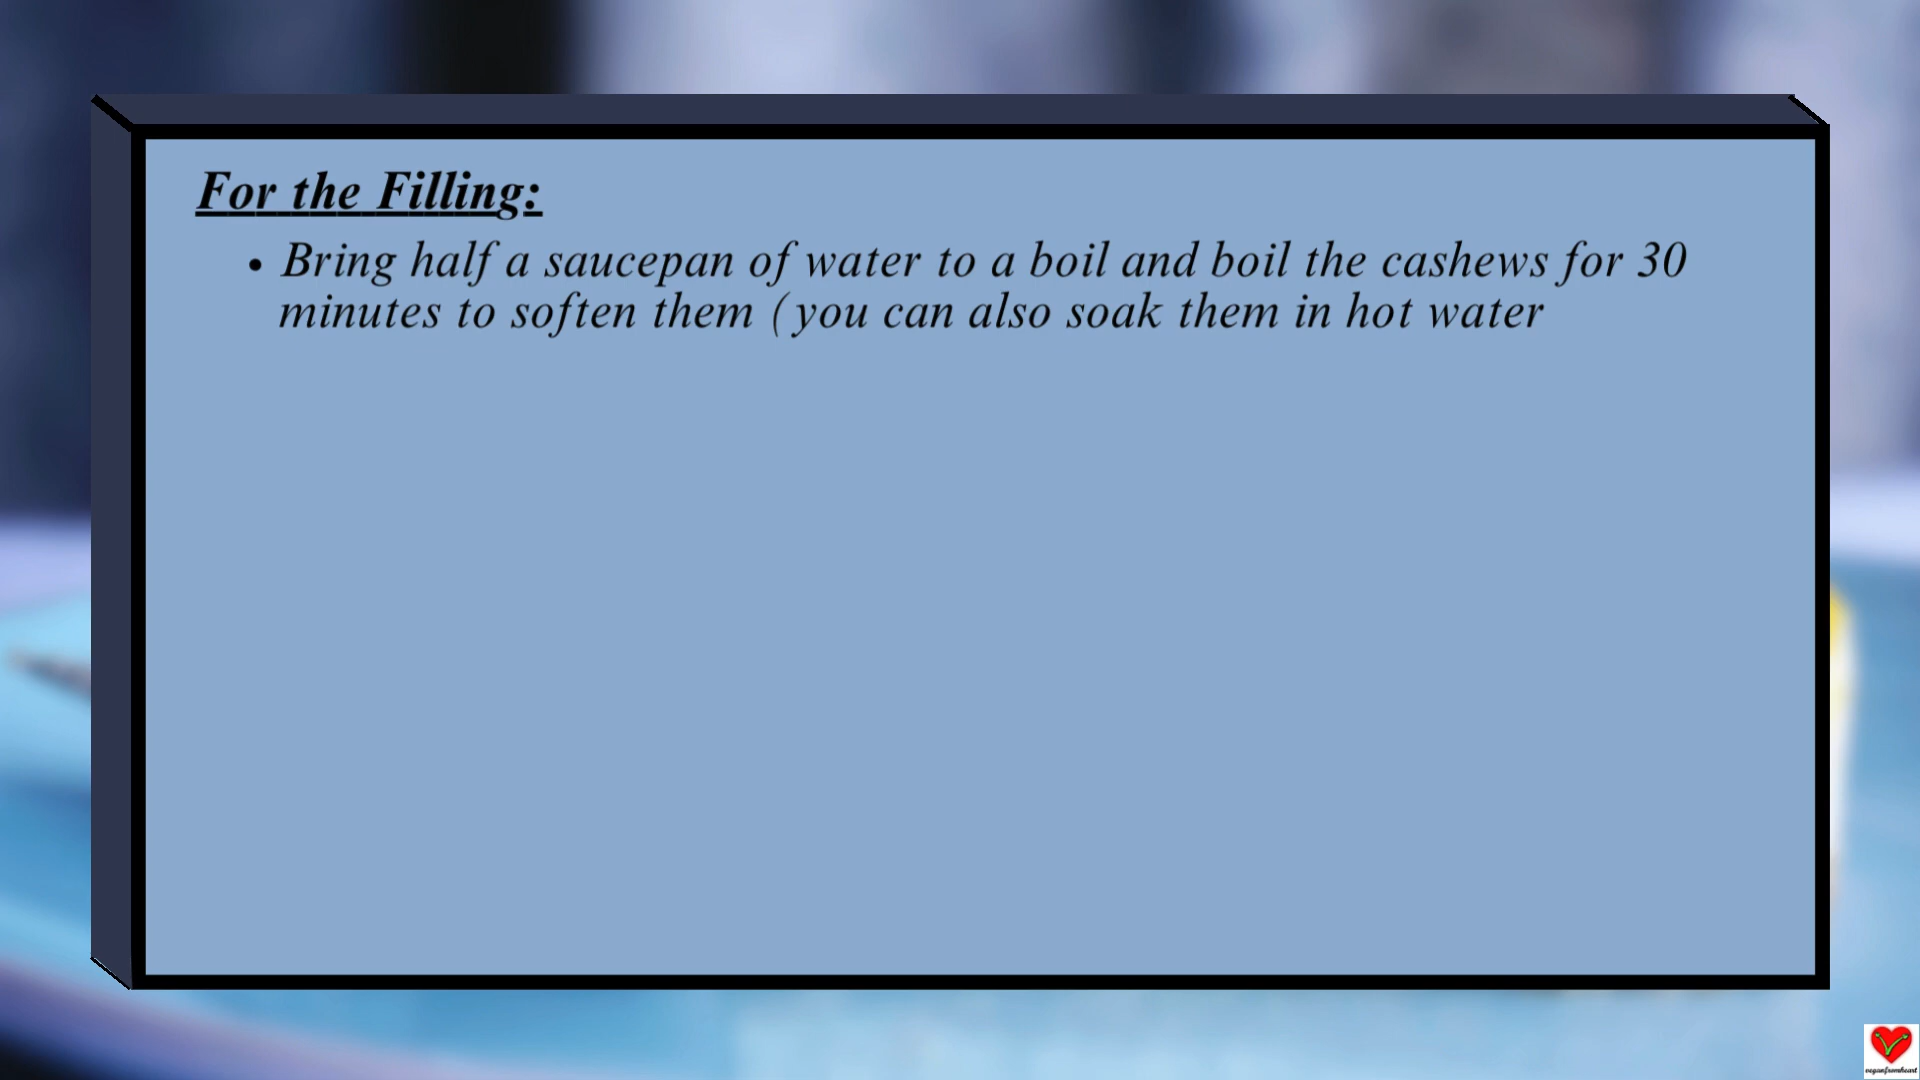 For the Filling:
• Bring half a saucepan of water to a boil and boil the cashews for 30
minutes to soften them ( you can also soak them in hot water
veganfromheart